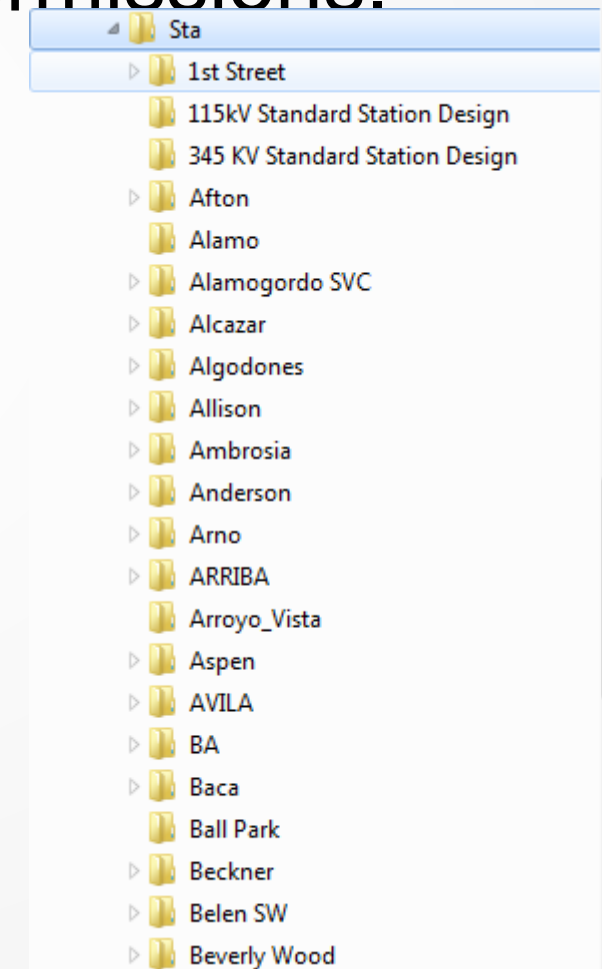 Sta
1st Street
115kV Standard Station Design
345 KV Standard Station Design
Afton
Alamo
Alamogordo SVC
Alcazar
Algodones
Allison
Ambrosia
Anderson
Arno
ARRIBA
Arroyo_Vista
Aspen
AVILA
BA
Baca
Ball Park
Beckner
Belen SW
Beverly Wood